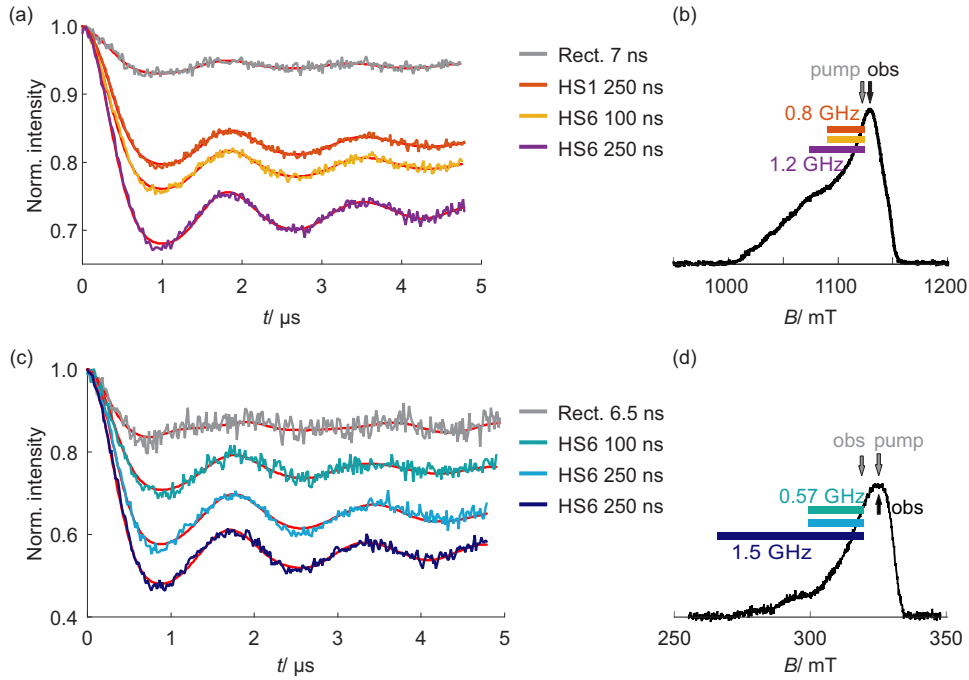 (a)
1.0
0.9
0.8
0.7
Norm. intensity
0 1 2 3 4 5
t/ µs
Rect. 7 ns
HS1 250 ns
HS6 100 ns
HS6 250 ns
(b)
pump obs
0.8 GHz
1.2 GHz
1000 1100 1200
B/ mT
(c)
1.0
0.8
0.6
0.4
Norm. intensity
0 1 2 3 4 5
t/ µs
Rect. 6.5 ns
HS6 100 ns
HS6 250 ns
HS6 250 ns
(d)
obs pump
0.57 GHz
obs
1.5 GHz
250 300 350
B/ mT